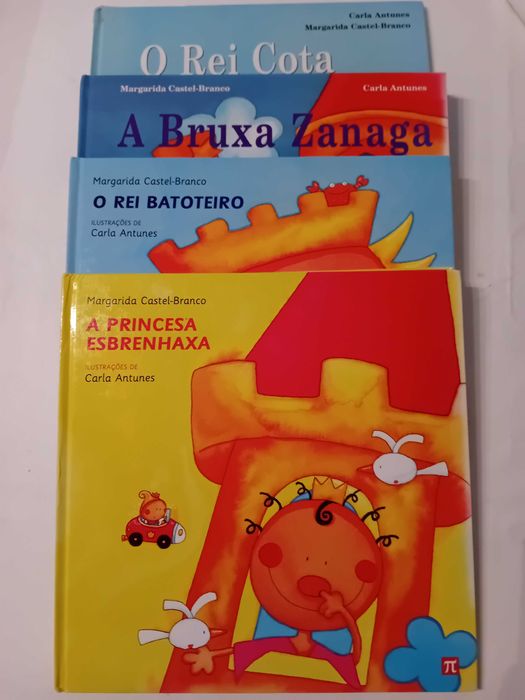 Carla Antunes
Margarida Castel-Branco
O Rei Cota
Margarida Castel-Branco
Carla Antunes
A Bruxa Zanaga
Margarida Castel-Branco
O REI BATOTEIRO
ILUSTRAÇÕES DE
Carla Antunes
Margarida Castel-Branco
A PRINCESA
ESBRENHAXA
ILUSTRAÇÕES DE
Carla Antunes
π